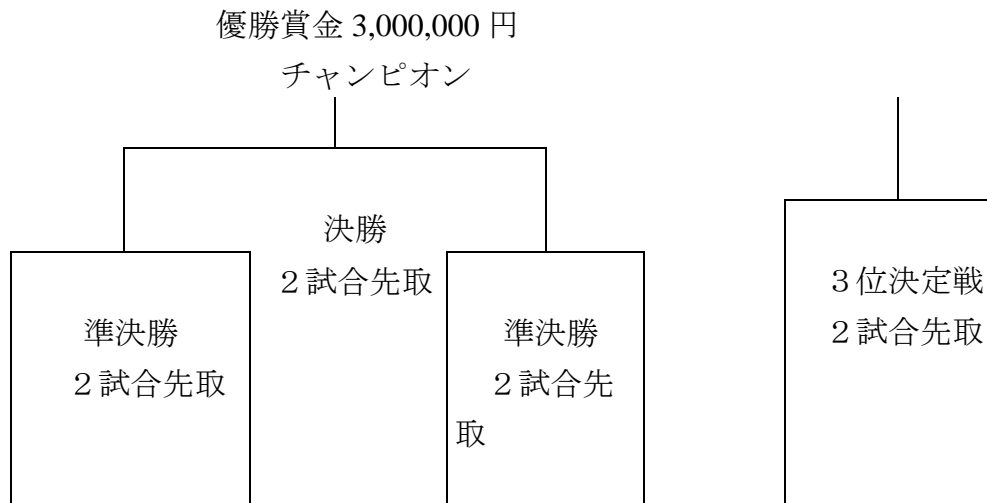 優勝賞金 3,000,000 円
チャンピオン
決勝
２試合先取
準決勝
２試合先取
準決勝
２試合先
取
３位決定戦
２試合先取